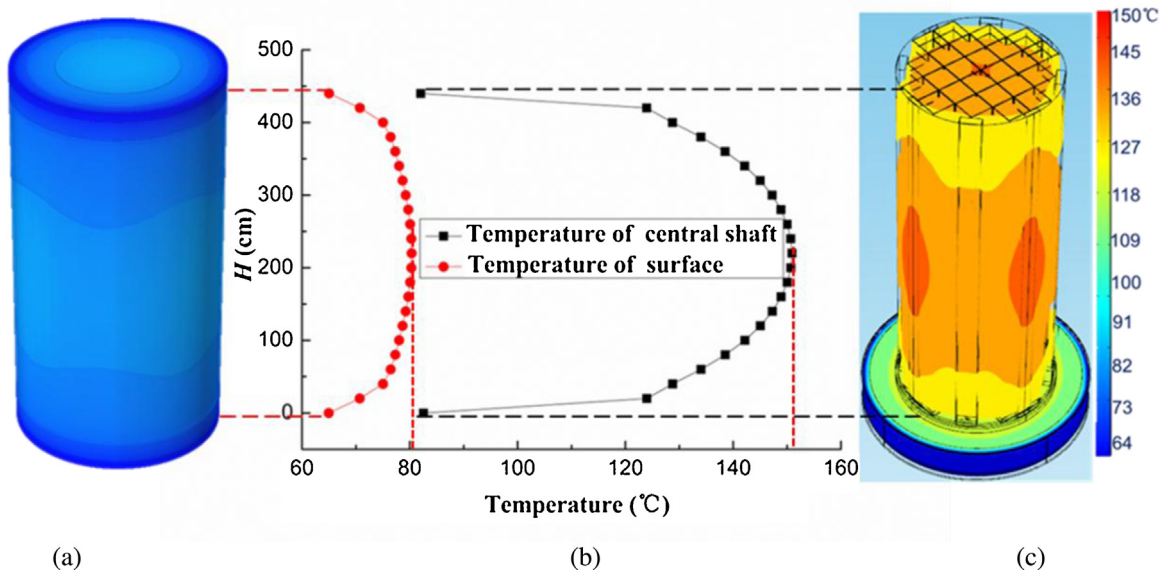 500
400
300
200
100
0
H (cm)
Temperature of central shaft
Temperature of surface
60 80 100 120 140 160
Temperature (℃)
150℃
145
136
127
118
109
100
91
82
73
64
(a) (b) (c)